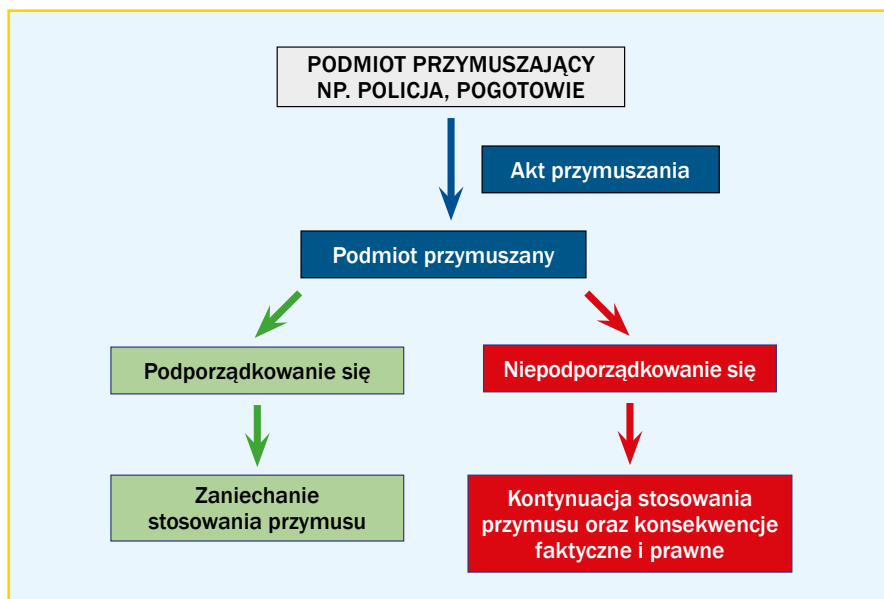 PODMIOT PRZYMUSZAJĄCY
NP. POLICJA, POGOTOWIE
Akt przymuszania
Podmiot przymuszany
Podporządkowanie się
Niepodporządkowanie się
Zaniechanie
stosowania przymusu
Kontynuacja stosowania
przymusu oraz konsekwencje
faktyczne i prawne